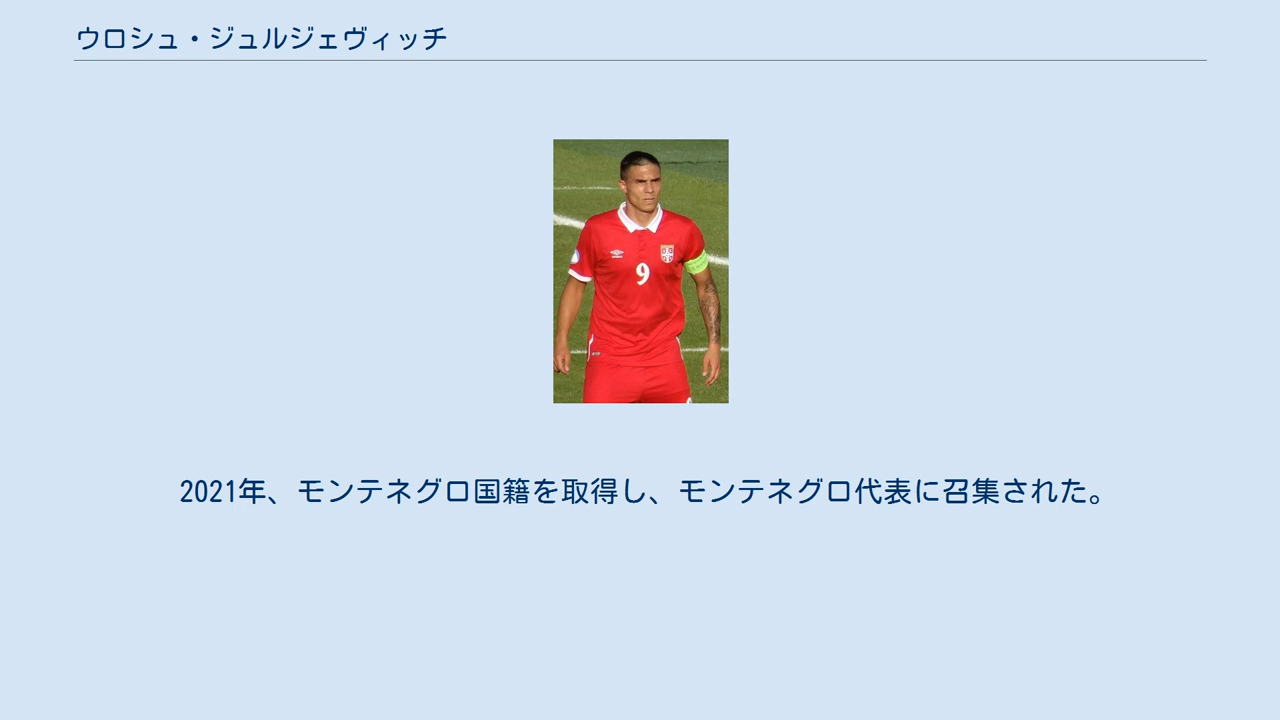 ウロシュ・ジュルジェヴィッチ
9
2021年、モンテネグロ国籍を取得し、モンテネグロ代表に召集された。